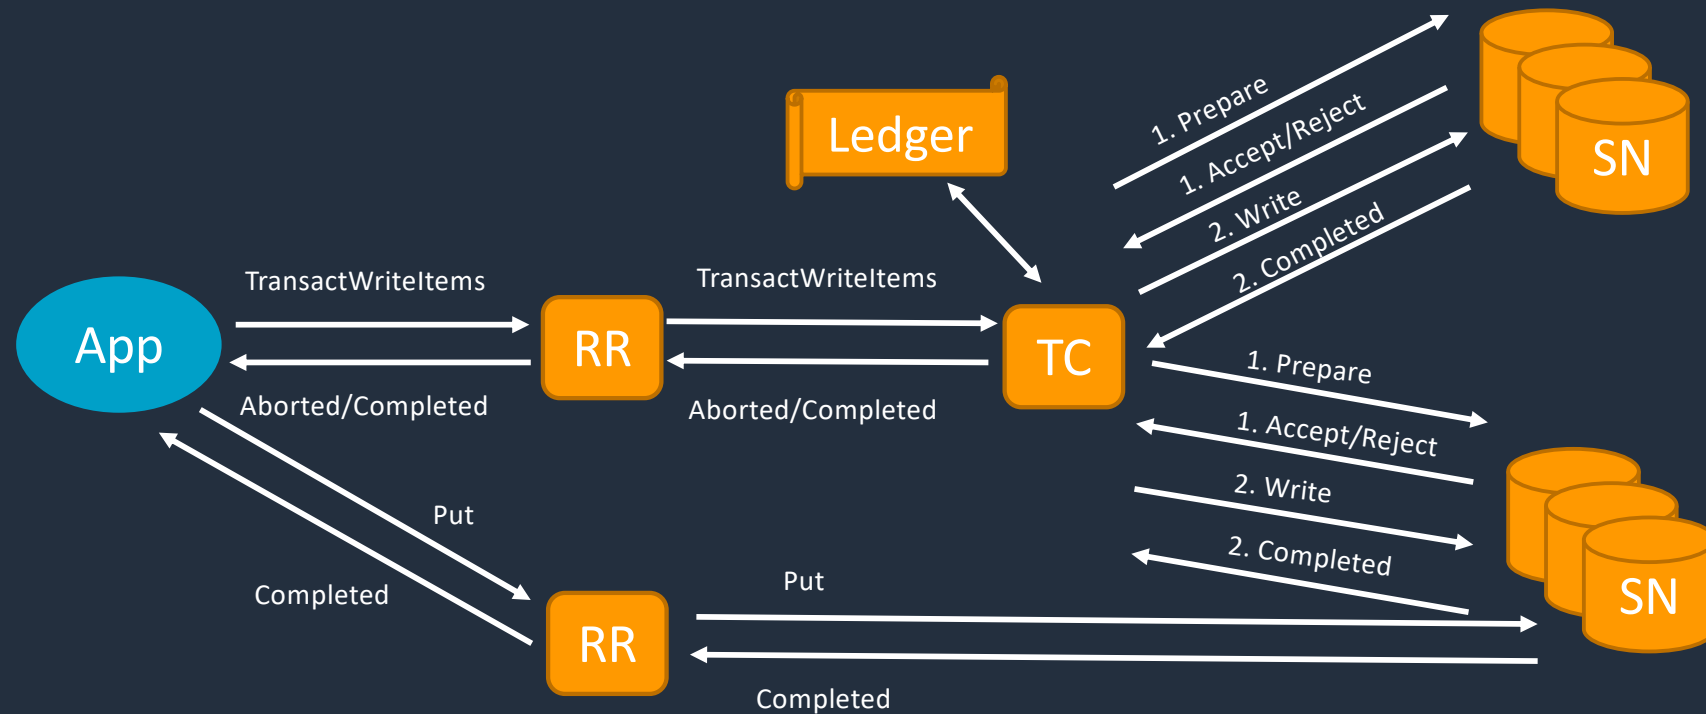 1. Prepare
Ledger
1. Accept/Reject
SN
2. Write
2. Completed
TransactWriteItems
TransactWriteItems
App
RR
TC
1. Prepare
Aborted/Completed
Aborted/Completed
1. Accept/Reject
2. Write
Put
2. Completed
Completed
Put
SN
RR
Completed